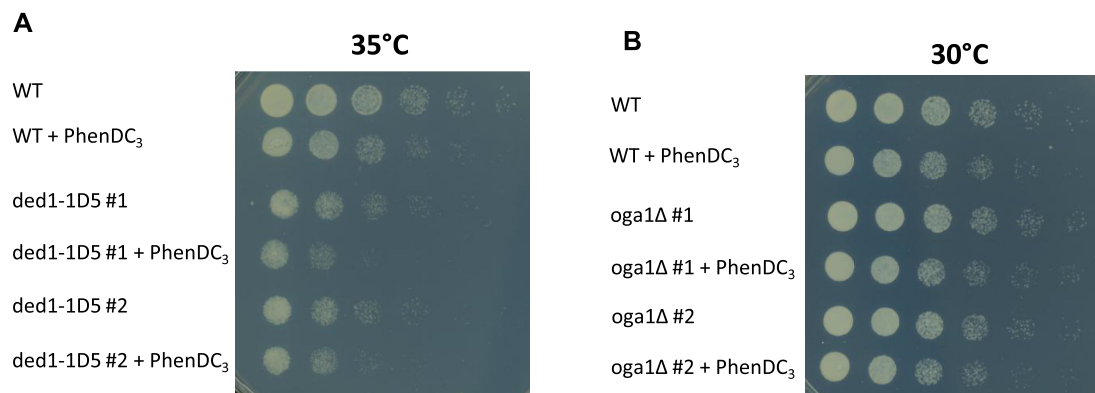 A
35°C
WT
WT + PhenDC₃
ded1-1D5 #1
ded1-1D5 #1 + PhenDC₃
ded1-1D5 #2
ded1-1D5 #2 + PhenDC₃
B
30°C
WT
WT + PhenDC₃
oga1Δ #1
oga1Δ #1 + PhenDC₃
oga1Δ #2
oga1Δ #2 + PhenDC₃